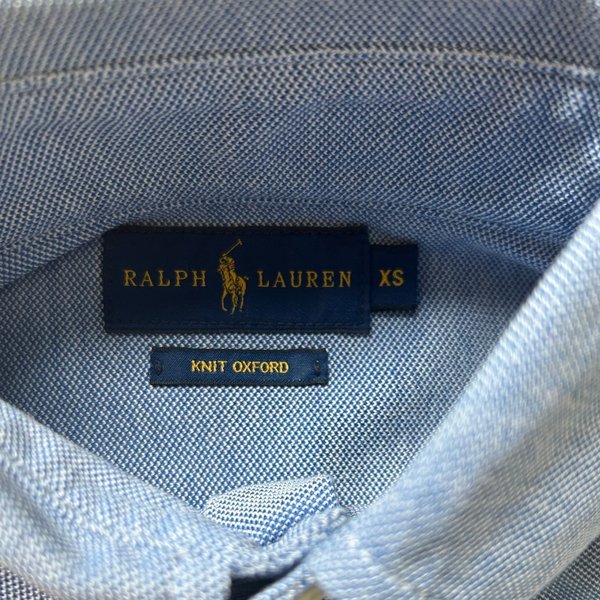 RALPH LAUREN XS
KNIT OXFORD